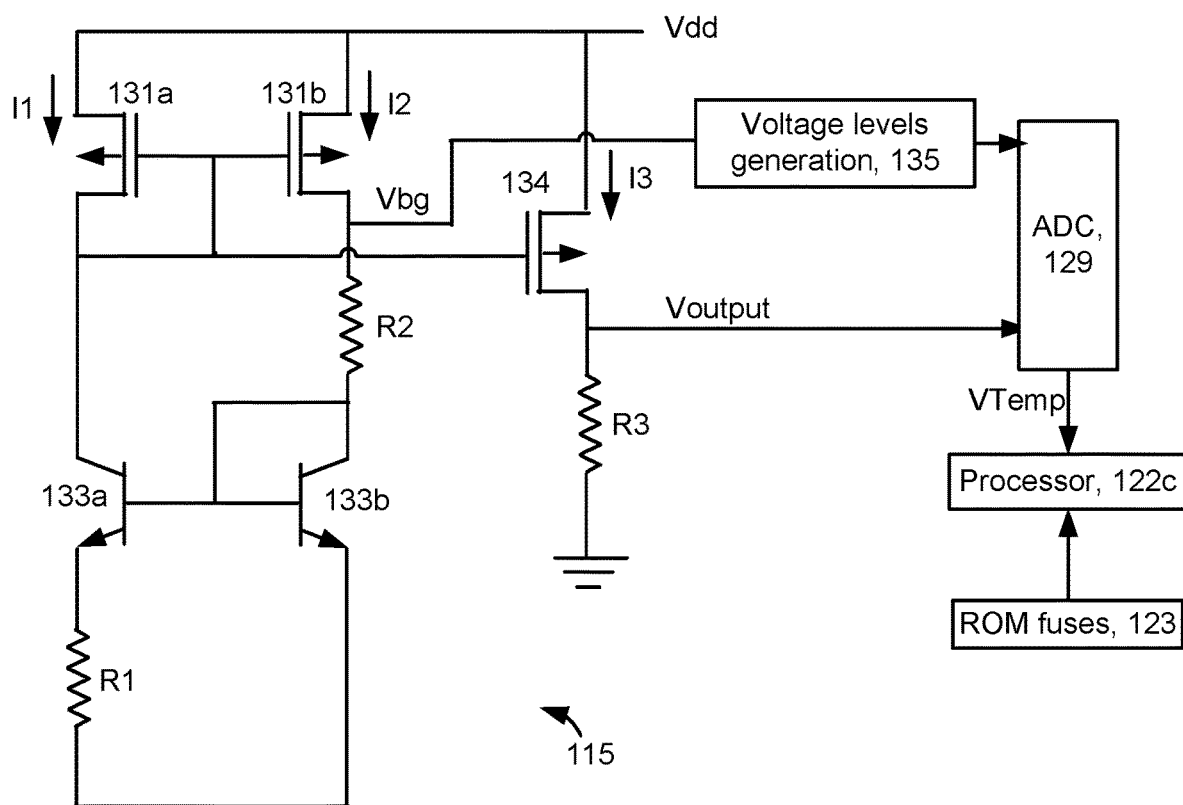 Vdd
I1
131a
131b
I2
Voltage levels
generation, 135
134
I3
Vbg
ADC,
129
R2
Voutput
VTemp
R3
133a
133b
Processor, 122c
ROM fuses, 123
R1
115